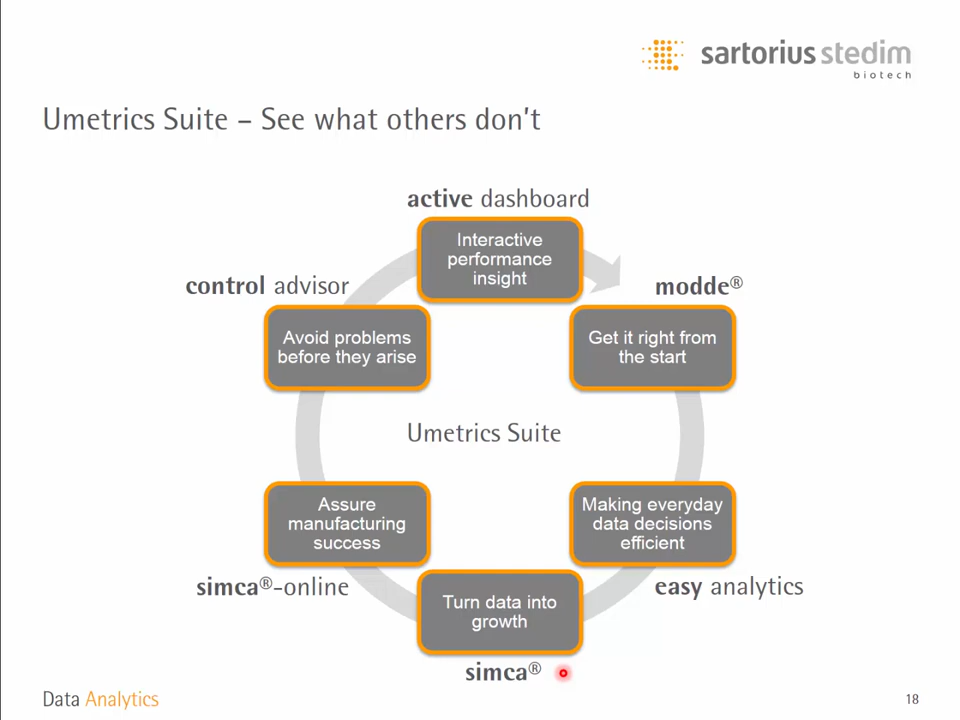 sartorius stedim
biotech
Umetrics Suite – See what others don't
active dashboard
Interactive
performance
insight
control advisor
modde®
Avoid problems
before they arise
Get it right from
the start
Umetrics Suite
Assure
manufacturing
success
Making everyday
data decisions
efficient
simca®-online
easy analytics
Turn data into
growth
simca®
Data Analytics
18